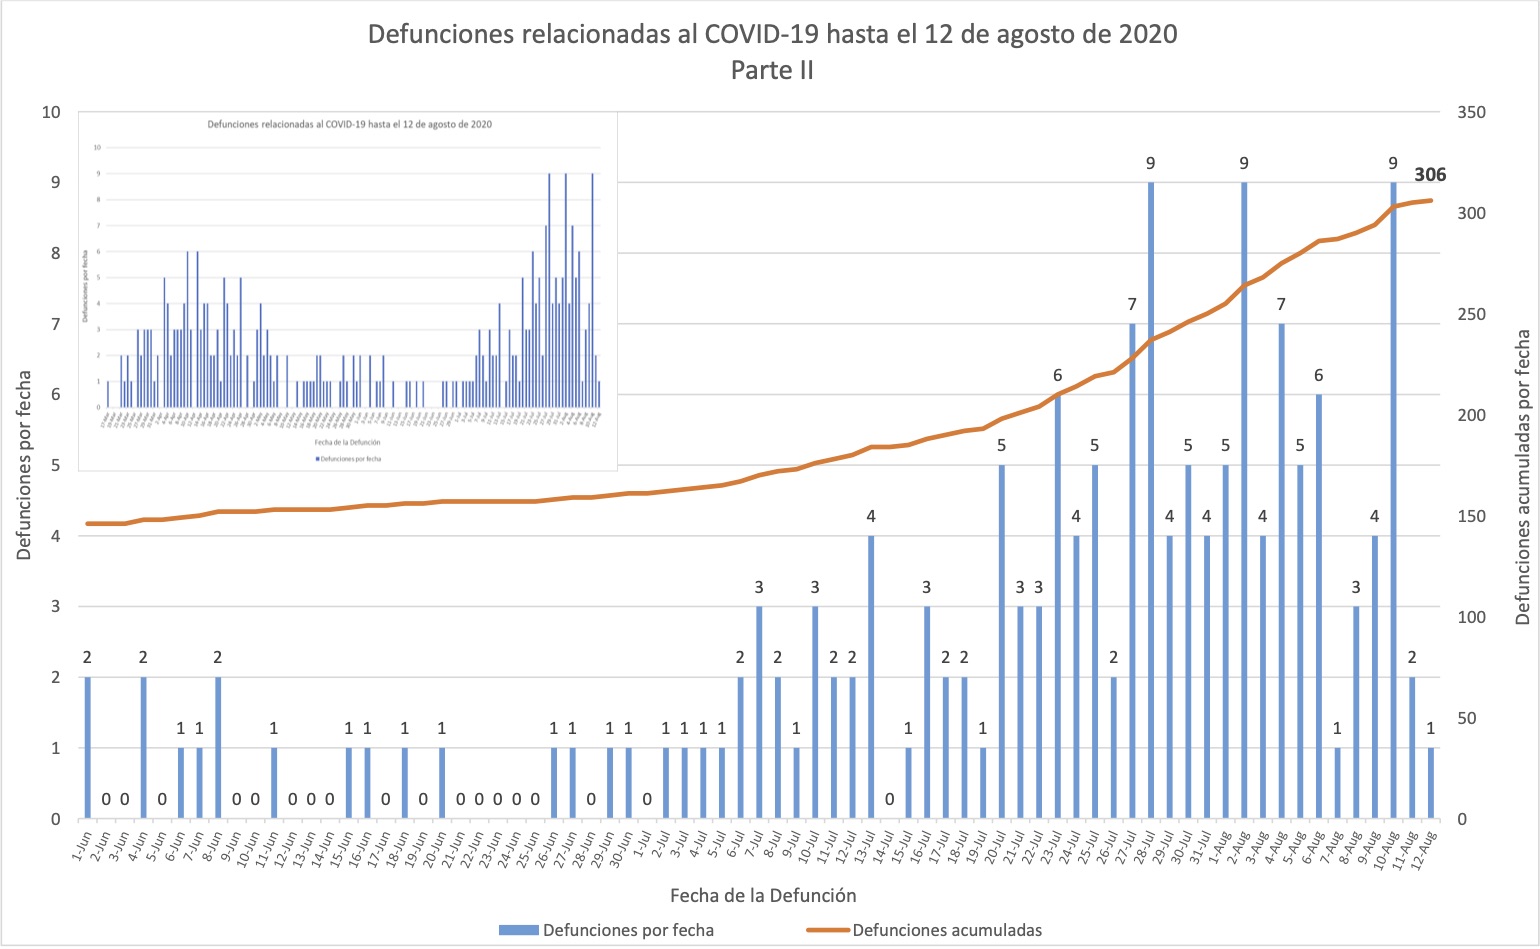 Defunciones relacionadas al COVID-19 hasta el 12 de agosto de 2020
Parte II
10
9
8
7
6
5
4
3
2
1
0
Defunciones por fecha
350
300
250
200
150
100
50
0
Defunciones acumuladas por fecha
Defunciones relacionadas al COVID-19 hasta el 12 de agosto de 2020
10
9
8
7
6
5
4
3
2
1
0
Defunciones por fecha
Fecha de la Defunción
Defunciones por fecha
2 0 0 2 0 1 1 2 0 0 1 0 0 0 1 1 0 1 0 1 0 0 0 0 0 1 1 0 1 1 0 1 1 1 1 2 3 2 1 3 2 2 4 0 1 3 2 2 1 5 3 3 6 4 5 2 7 9 4 5 4 5 9 4 7 5 6 1 3 4 9 2 1
306
1-Jun 2-Jun 3-Jun 4-Jun 5-Jun 6-Jun 7-Jun 8-Jun 9-Jun 10-Jun 11-Jun 12-Jun 13-Jun 14-Jun 15-Jun 16-Jun 17-Jun 18-Jun 19-Jun 20-Jun 21-Jun 22-Jun 23-Jun 24-Jun 25-Jun 26-Jun 27-Jun 28-Jun 29-Jun 30-Jun 1-Jul 2-Jul 3-Jul 4-Jul 5-Jul 6-Jul 7-Jul 8-Jul 9-Jul 10-Jul 11-Jul 12-Jul 13-Jul 14-Jul 15-Jul 16-Jul 17-Jul 18-Jul 19-Jul 20-Jul 21-Jul 22-Jul 23-Jul 24-Jul 25-Jul 26-Jul 27-Jul 28-Jul 29-Jul 30-Jul 31-Jul 1-Aug 2-Aug 3-Aug 4-Aug 5-Aug 6-Aug 7-Aug 8-Aug 9-Aug 10-Aug 11-Aug 12-Aug
Fecha de la Defunción
Defunciones por fecha
Defunciones acumuladas